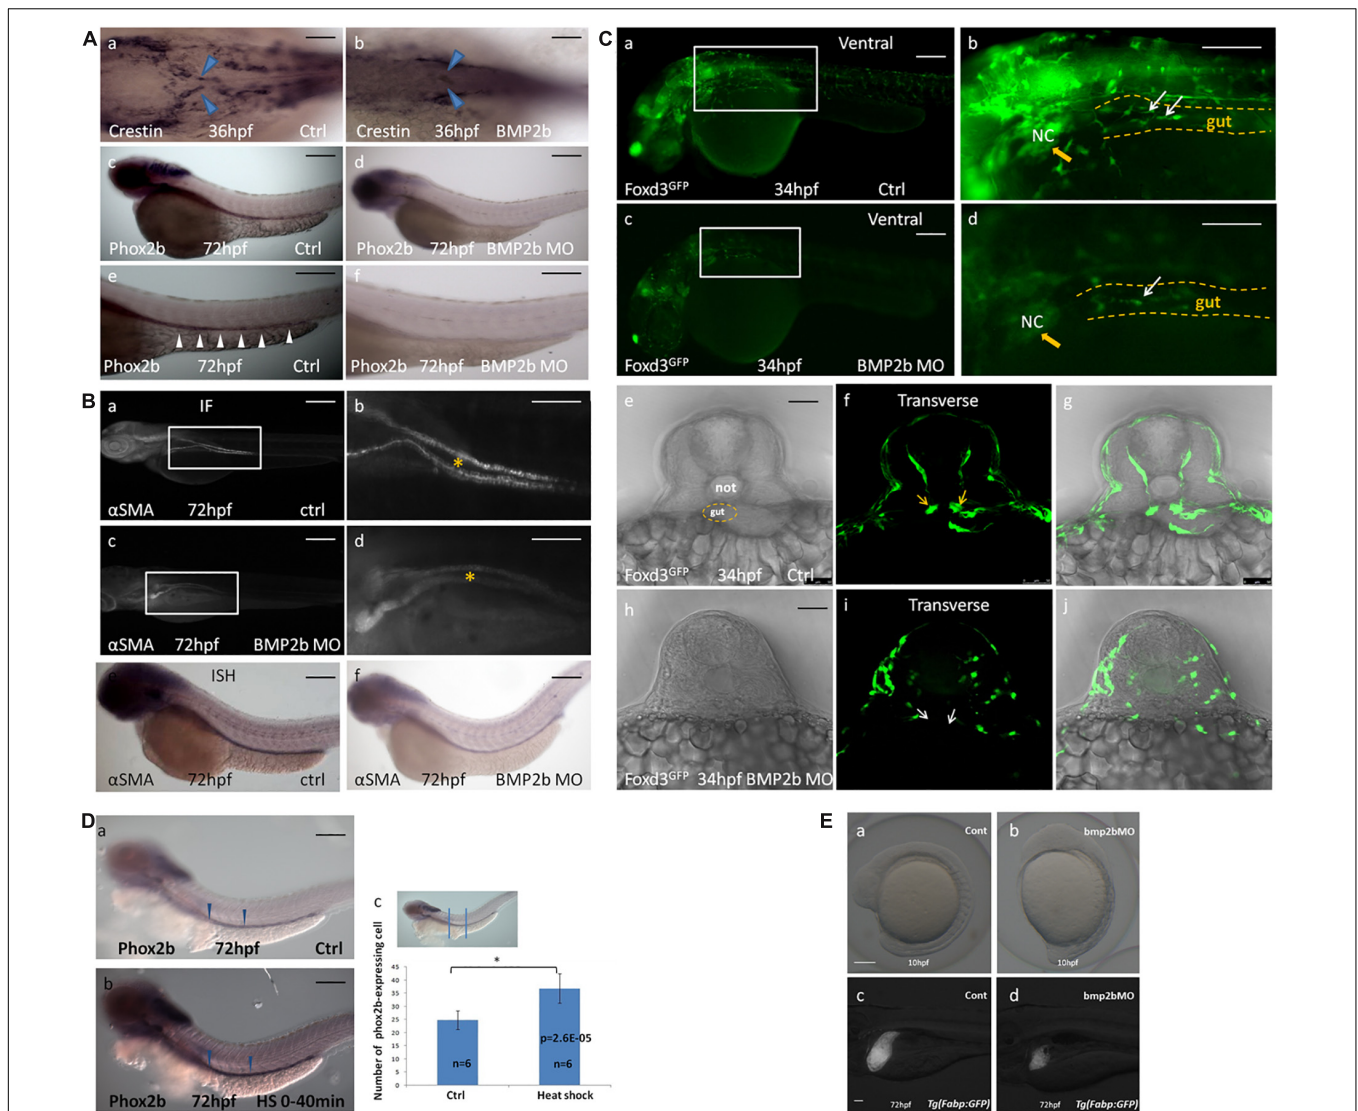 A
a
b
Crestin 36hpf Ctrl
Crestin 36hpf BMP2b
c
d
Phox2b 72hpf Ctrl
Phox2b 72hpf BMP2b MO
e
f
Phox2b 72hpf Ctrl
Phox2b 72hpf BMP2b MO
B
a IF
b
*
αSMA 72hpf ctrl
c
d
*
αSMA 72hpf BMP2b MO
e ISH
f
αSMA 72hpf ctrl
αSMA 72hpf BMP2b MO
C
a Ventral
b
NC
gut
Foxd3GFP 34hpf Ctrl
c Ventral
d
NC
gut
Foxd3GFP 34hpf BMP2b MO
e
f Transverse
g
not
gut
Foxd3GFP 34hpf Ctrl
h
i Transverse
j
Foxd3GFP 34hpf BMP2b MO
D
a
Phox2b 72hpf Ctrl
b
Phox2b 72hpf HS 0-40min
C
Number of phox2b-expressing cell
45
40
35
30
25
20
15
10
5
0
*
p=2.6E-05
n=6
n=6
Ctrl
Heat shock
E
a Cont
b bmp2bMO
10hpf
10hpf
c Cont
d bmp2bMO
72hpf Tg(Fabp:GFP)
72hpf Tg(Fabp:GFP)